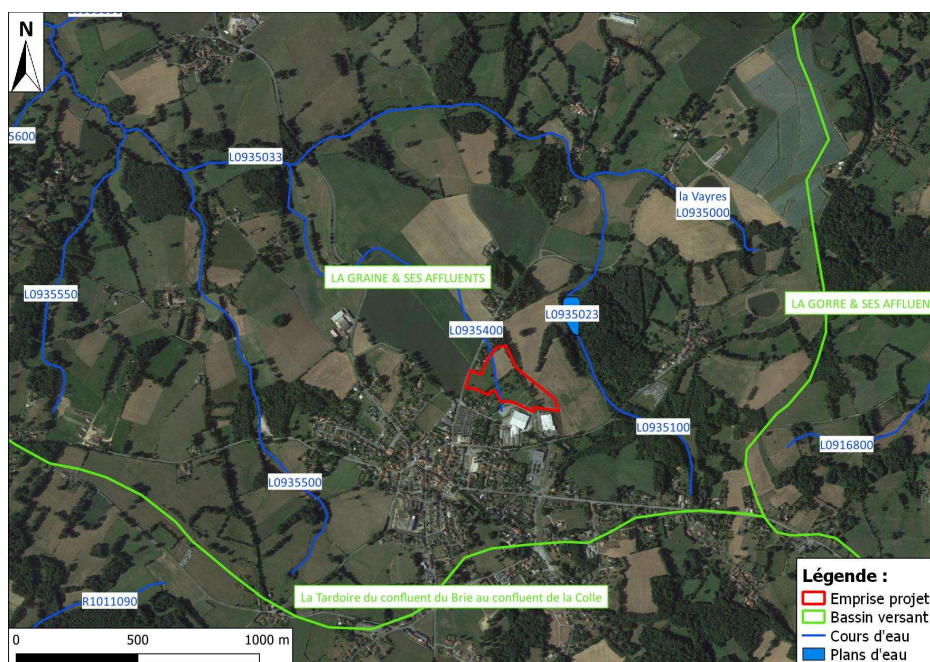 N
5600
L0935033
la Vayres
L0935000
LA GRAINE & SES AFFLUENTS
L0935550
LA GORRE & SES AFFLUEN
L0935023
L0935400
L0935100
L0916800
L0935500
La Tardoire du confluent du Brie au confluent de la Colle
R1011090
0 500 1000 m
Légende :
Emprise projet
Bassin versant
Cours d'eau
Plans d'eau